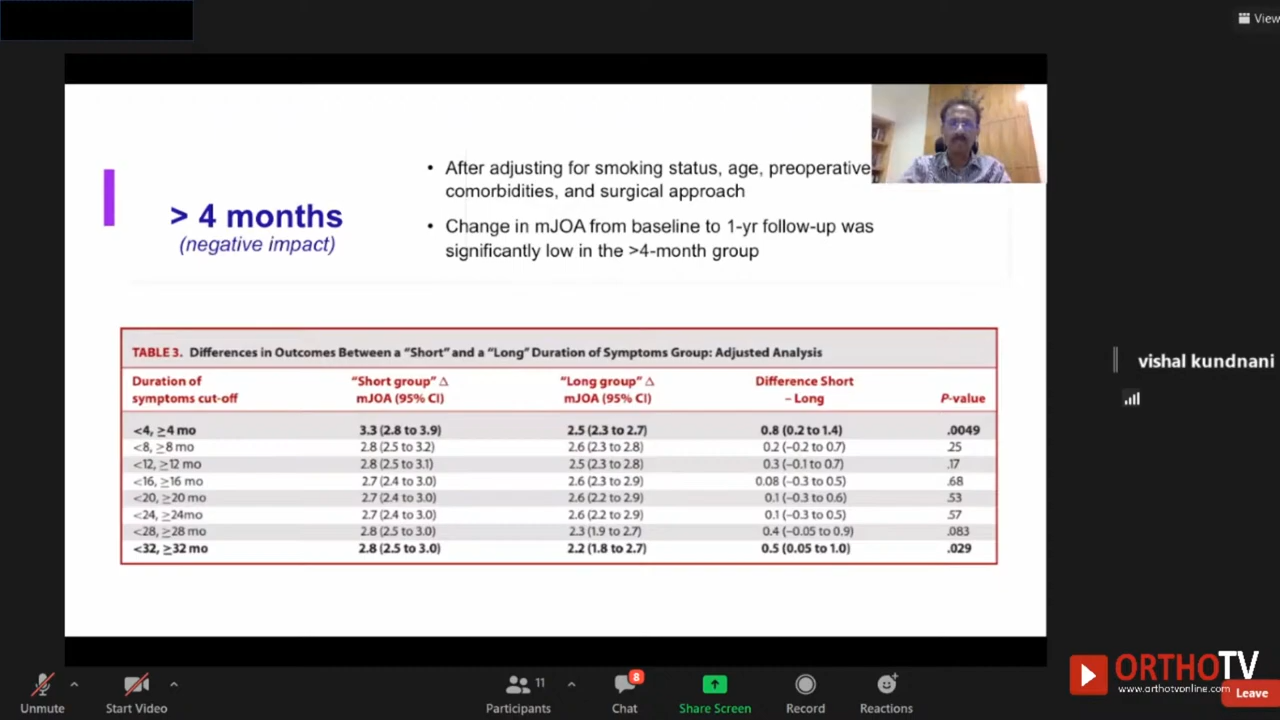 View
> 4 months
(negative impact)
• After adjusting for smoking status, age, preoperative
comorbidities, and surgical approach
• Change in mJOA from baseline to 1-yr follow-up was
significantly low in the >4-month group
TABLE 3. Differences in Outcomes Between a “Short” and a “Long” Duration of Symptoms Group: Adjusted Analysis
Duration of symptoms cut-off “Short group” Δ mJOA (95% CI) “Long group” Δ mJOA (95% CI) Difference Short – Long P-value
<4, ≥4 mo 3.3 (2.8 to 3.9) 2.5 (2.3 to 2.7) 0.8 (0.2 to 1.4) .0049
<8, ≥8 mo 2.8 (2.5 to 3.2) 2.6 (2.3 to 2.8) 0.2 (–0.2 to 0.7) .25
<12, ≥12 mo 2.8 (2.5 to 3.1) 2.5 (2.3 to 2.8) 0.3 (–0.1 to 0.7) .17
<16, ≥16 mo 2.7 (2.4 to 3.0) 2.6 (2.3 to 2.9) 0.08 (–0.3 to 0.5) .68
<20, ≥20 mo 2.7 (2.4 to 3.0) 2.6 (2.2 to 2.9) 0.1 (–0.3 to 0.6) .53
<24, ≥24mo 2.7 (2.4 to 3.0) 2.6 (2.2 to 2.9) 0.1 (–0.3 to 0.5) .57
<28, ≥28 mo 2.8 (2.5 to 3.0) 2.3 (1.9 to 2.7) 0.4 (–0.05 to 0.9) .083
<32, ≥32 mo 2.8 (2.5 to 3.0) 2.2 (1.8 to 2.7) 0.5 (0.05 to 1.0) .029
vishal kundnani
ORTHOTV
www.orthotvonline.com
11 8
Unmute Start Video Participants Chat Share Screen Record Reactions Leave